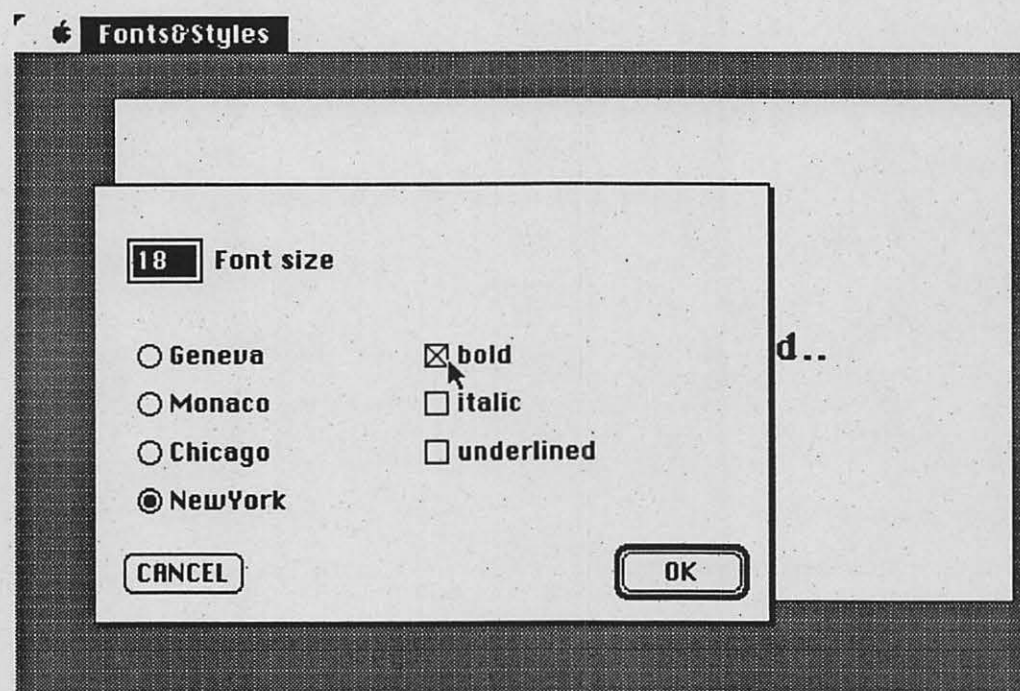 Fonts&Styles
18 Font size
Geneva
bold
d..
Monaco
italic
Chicago
underlined
NewYork
CANCEL
OK